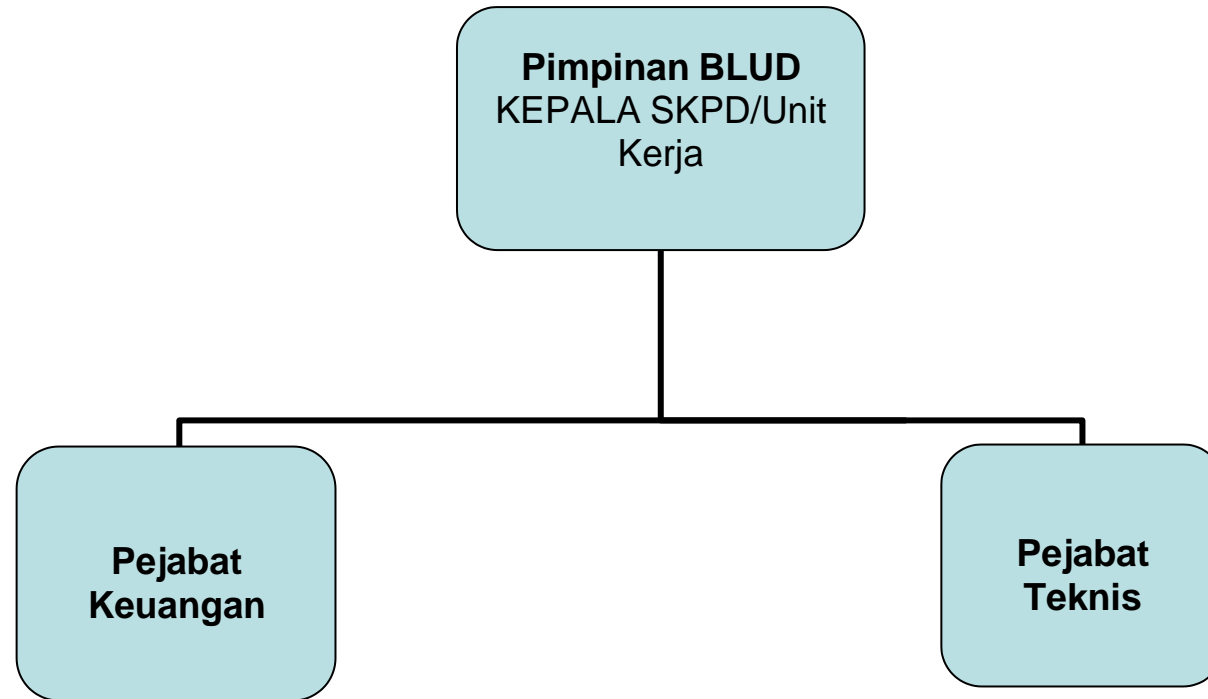 Pimpinan BLUD
KEPALA SKPD/Unit
Kerja
Pejabat
Keuangan
Pejabat
Teknis